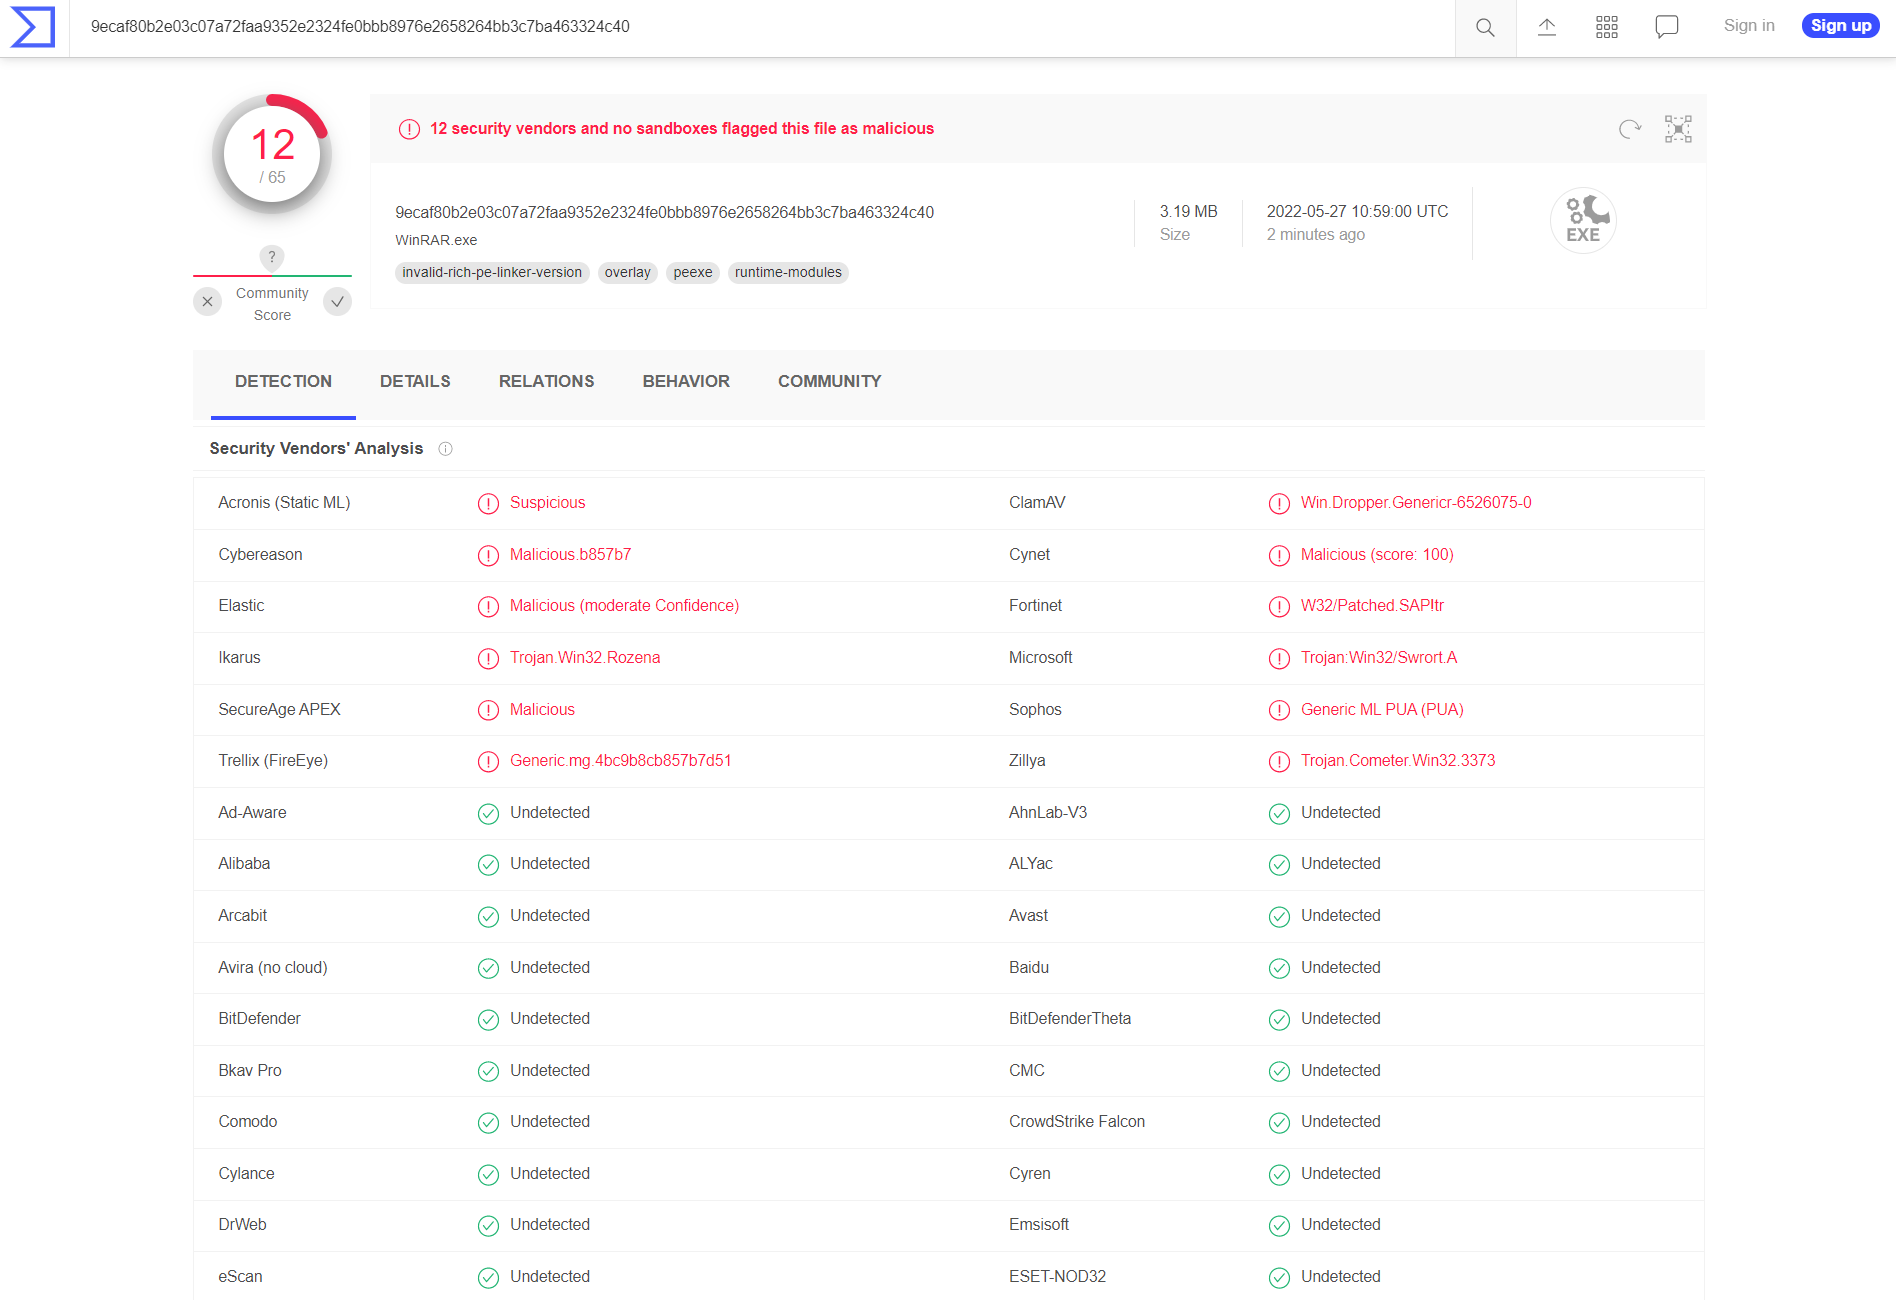 9ecaf80b2e03c07a72faa9352e2324fe0bbb8976e2658264bb3c7ba463324c40
Sign in
Sign up
12
/ 65
?
Community
Score
12 security vendors and no sandboxes flagged this file as malicious
9ecaf80b2e03c07a72faa9352e2324fe0bbb8976e2658264bb3c7ba463324c40
WinRAR.exe
invalid-rich-pe-linker-version overlay peexe runtime-modules
3.19 MB
Size
2022-05-27 10:59:00 UTC
2 minutes ago
EXE
DETECTION DETAILS RELATIONS BEHAVIOR COMMUNITY
Security Vendors' Analysis
Acronis (Static ML) Suspicious ClamAV Win.Dropper.Genericr-6526075-0
Cybereason Malicious.b857b7 Cynet Malicious (score: 100)
Elastic Malicious (moderate Confidence) Fortinet W32/Patched.SAP!tr
Ikarus Trojan.Win32.Rozena Microsoft Trojan:Win32/Swrort.A
SecureAge APEX Malicious Sophos Generic ML PUA (PUA)
Trellix (FireEye) Generic.mg.4bc9b8cb857b7d51 Zillya Trojan.Cometer.Win32.3373
Ad-Aware Undetected AhnLab-V3 Undetected
Alibaba Undetected ALYac Undetected
Arcabit Undetected Avast Undetected
Avira (no cloud) Undetected Baidu Undetected
BitDefender Undetected BitDefenderTheta Undetected
Bkav Pro Undetected CMC Undetected
Comodo Undetected CrowdStrike Falcon Undetected
Cylance Undetected Cyren Undetected
DrWeb Undetected Emsisoft Undetected
eScan Undetected ESET-NOD32 Undetected